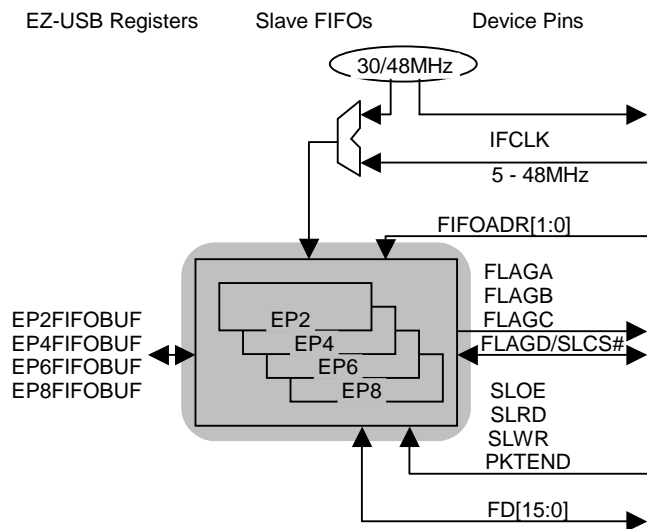 EZ-USB Registers Slave FIFOs Device Pins
30/48MHz
IFCLK
5 - 48MHz
FIFOADR[1:0]
FLAGA
FLAGB
FLAGC
FLAGD/SLCS#
EP2
EP4
EP6
EP8
EP2FIFOBUF
EP4FIFOBUF
EP6FIFOBUF
EP8FIFOBUF
SLOE
SLRD
SLWR
PKTEND
FD[15:0]